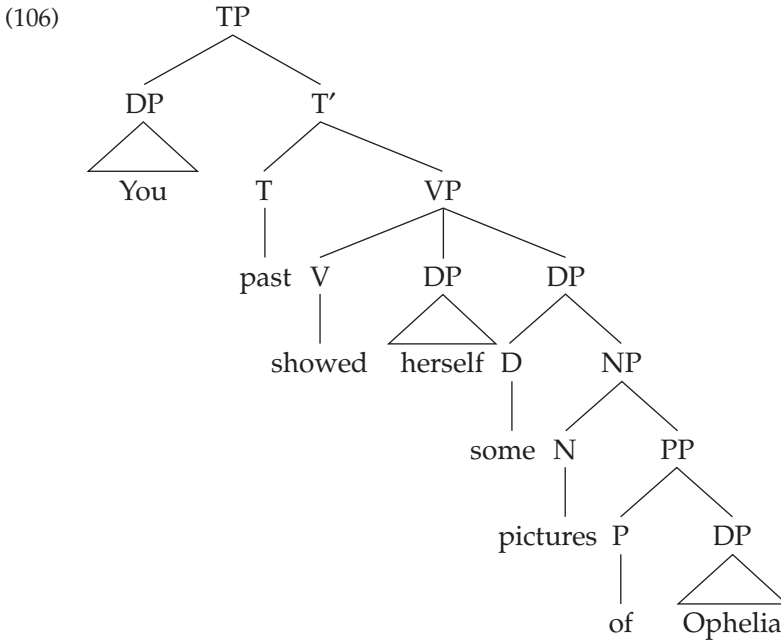 (106) TP
DP T′
You T VP
past V DP DP
showed herself D NP
some N PP
pictures P DP
of Ophelia